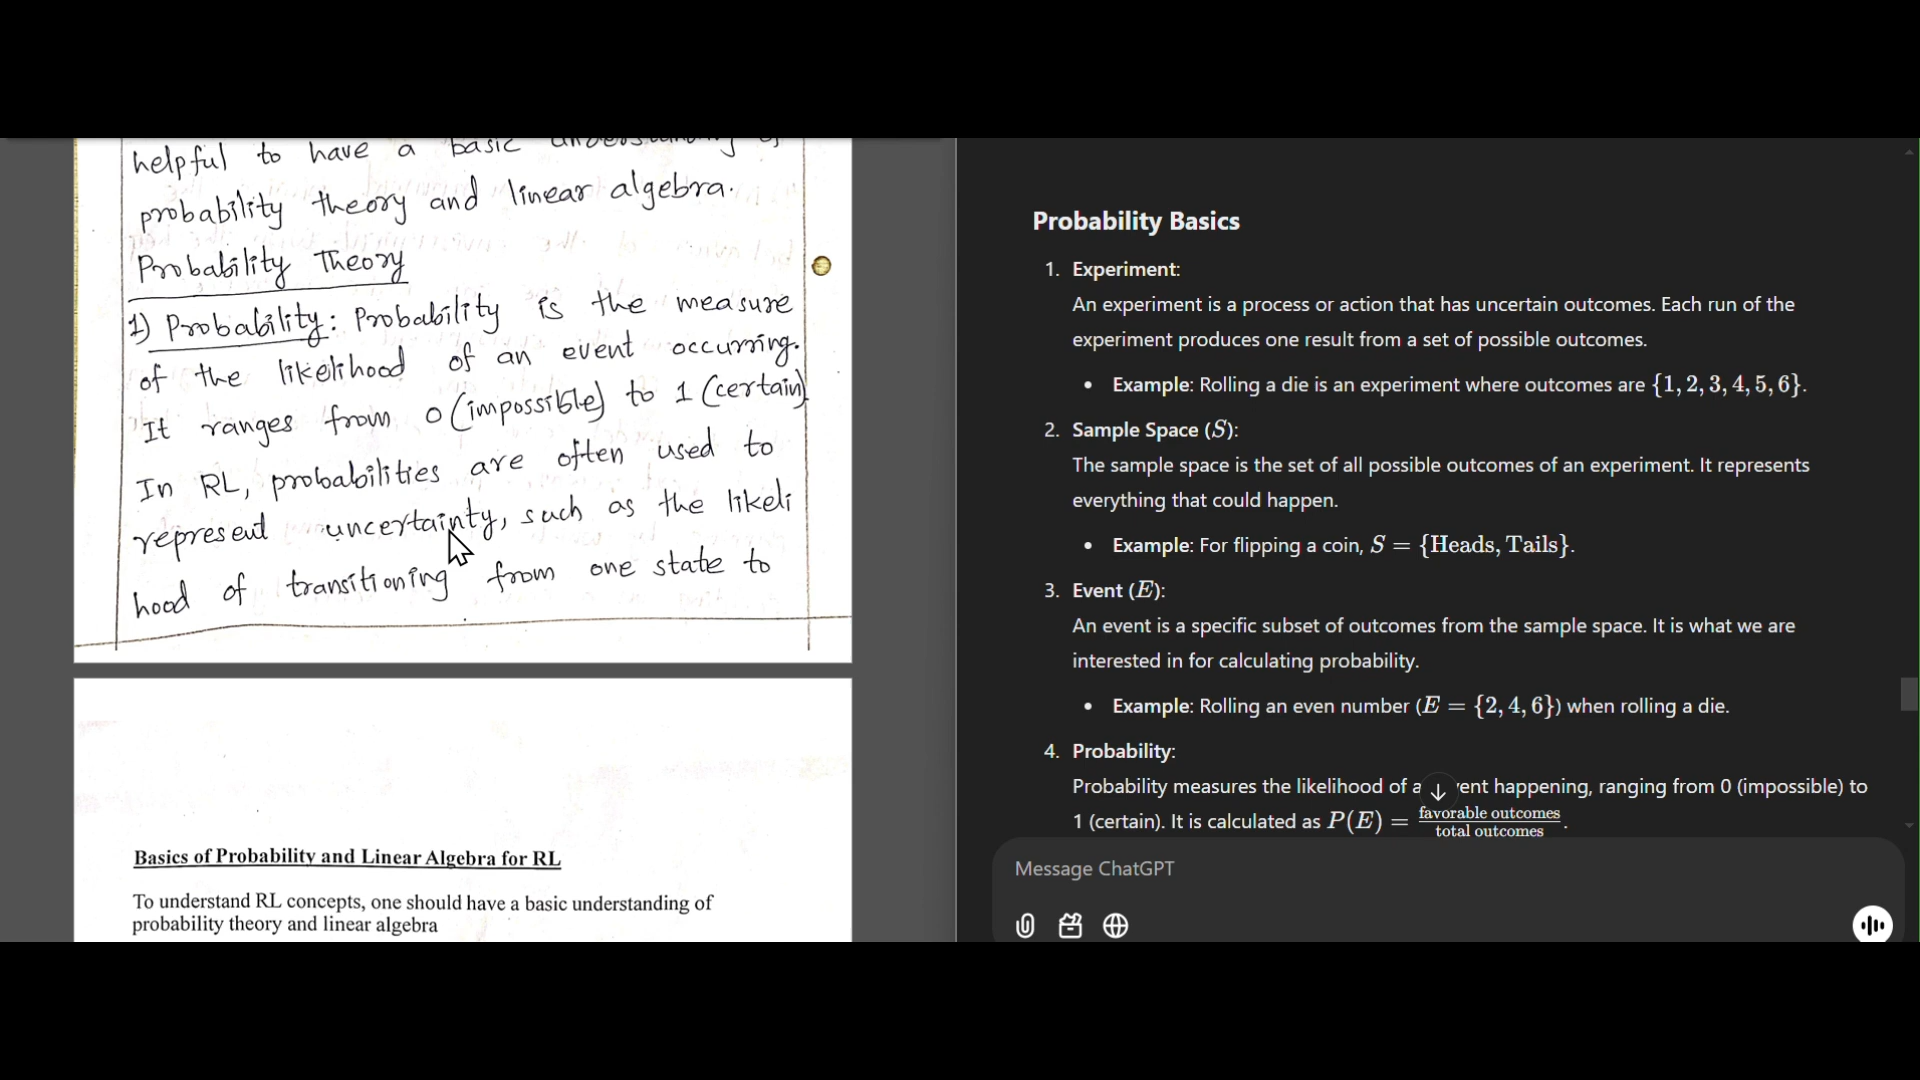 helpful to have a basic understanding of
probability theory and linear algebra.
Probability Theory
1) Probability: Probability is the measure
of the likelihood of an event occurring.
It ranges from 0 (impossible) to 1 (certain)
In RL, probabilities are often used to
represent uncertainty, such as the likeli
hood of transitioning from one state to
Basics of Probability and Linear Algebra for RL
To understand RL concepts, one should have a basic understanding of
probability theory and linear algebra
Probability Basics
1. Experiment:
An experiment is a process or action that has uncertain outcomes. Each run of the
experiment produces one result from a set of possible outcomes.
• Example: Rolling a die is an experiment where outcomes are {1, 2, 3, 4, 5, 6}.
2. Sample Space (S):
The sample space is the set of all possible outcomes of an experiment. It represents
everything that could happen.
• Example: For flipping a coin, S = {Heads, Tails}.
3. Event (E):
An event is a specific subset of outcomes from the sample space. It is what we are
interested in for calculating probability.
• Example: Rolling an even number (E = {2, 4, 6}) when rolling a die.
4. Probability:
Probability measures the likelihood of a vent happening, ranging from 0 (impossible) to
1 (certain). It is calculated as P(E) = favorable outcomes / total outcomes.
Message ChatGPT